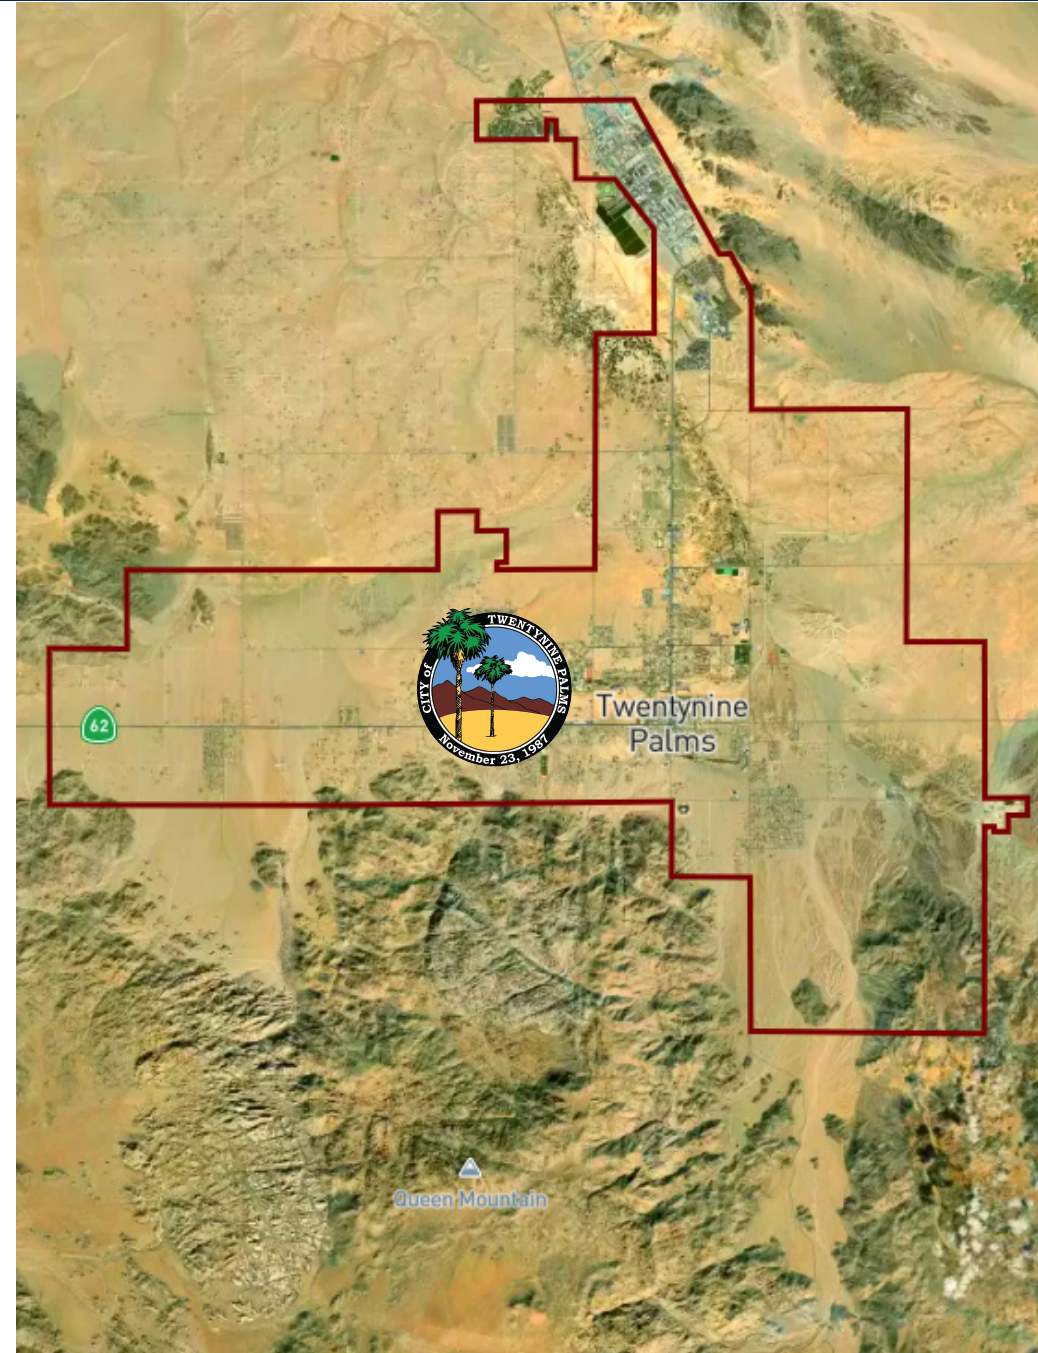 CITY of TWENTYNINE PALMS
November 23, 1987
62
Twentynine
Palms
Queen Mountain